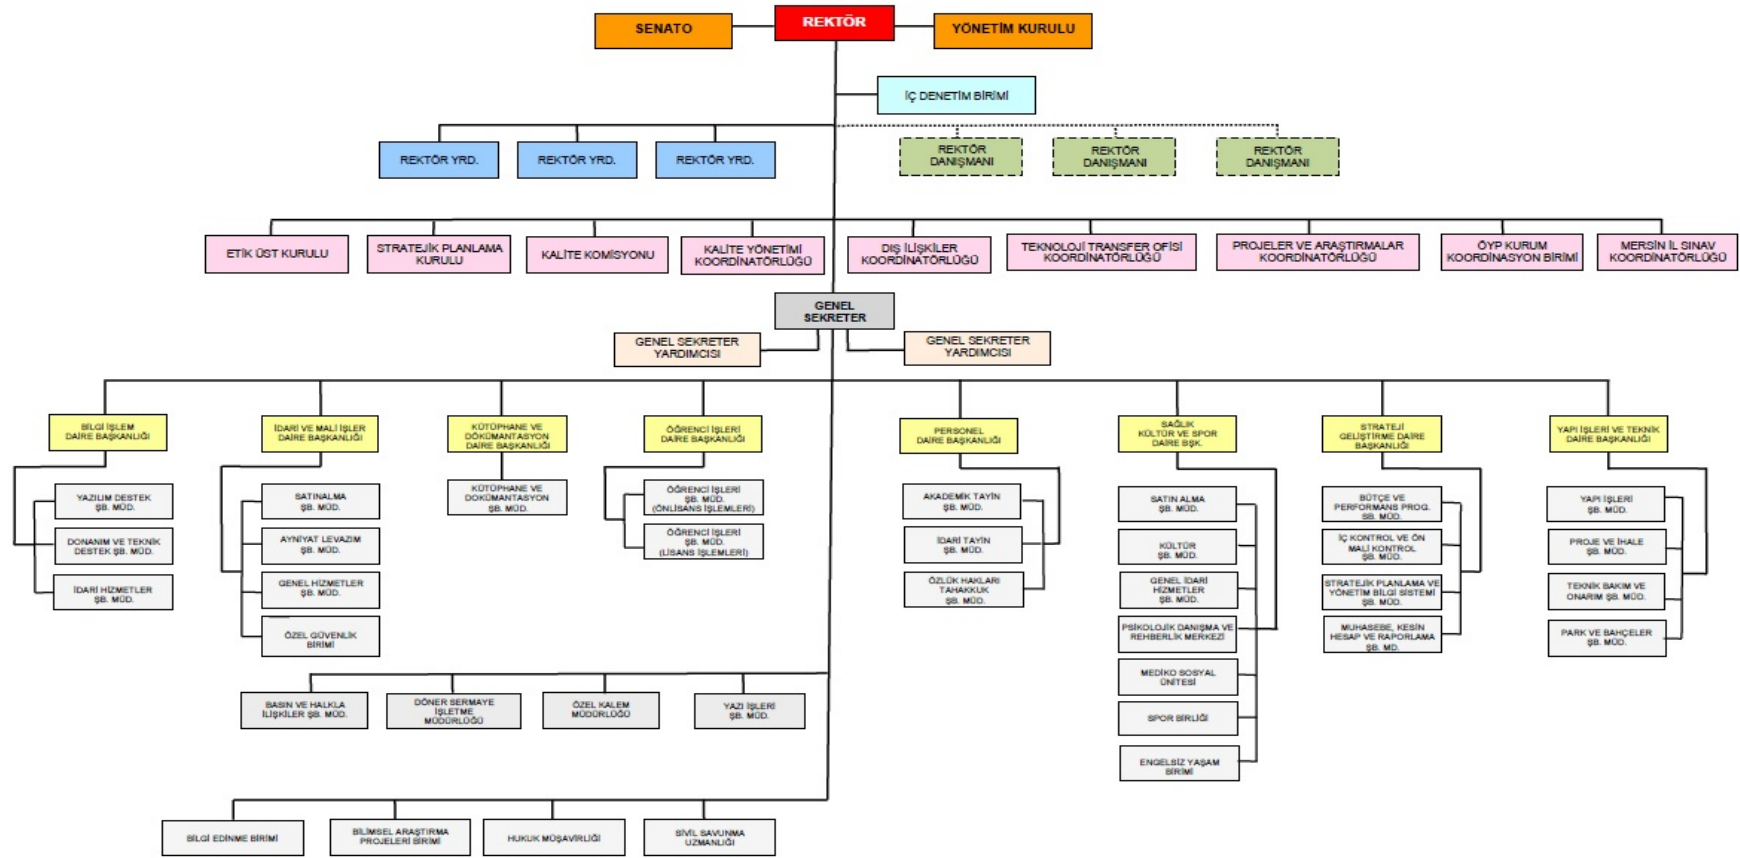 SENATO
REKTÖR
YÖNETİM KURULU
İÇ DENETİM BİRİMİ
REKTÖR YRD.
REKTÖR YRD.
REKTÖR YRD.
REKTÖR
DANIŞMANI
REKTÖR
DANIŞMANI
REKTÖR
DANIŞMANI
ETİK ÜST KURULU
STRATEJİK PLANLAMA
KURULU
KALİTE KOMİSYONU
KALİTE YÖNETİMİ
KOORDİNATÖRLÜĞÜ
DIŞ İLİŞKİLER
KOORDİNATÖRLÜĞÜ
TEKNOLOJİ TRANSFER OFİSİ
KOORDİNATÖRLÜĞÜ
PROJELER VE ARAŞTIRMALAR
KOORDİNATÖRLÜĞÜ
ÖYP KURUM
KOORDİNASYON BİRİMİ
MERSİN İL SINAV
KOORDİNATÖRLÜĞÜ
GENEL
SEKRETER
GENEL SEKRETER
YARDIMCISI
GENEL SEKRETER
YARDIMCISI
BİLGİ İŞLEM
DAİRE BAŞKANLIĞI
İDARİ VE MALİ İŞLER
DAİRE BAŞKANLIĞI
KÜTÜPHANE VE
DÖKÜMANTASYON
DAİRE BAŞKANLIĞI
ÖĞRENCİ İŞLERİ
DAİRE BAŞKANLIĞI
PERSONEL
DAİRE BAŞKANLIĞI
SAĞLIK
KÜLTÜR VE SPOR
DAİRE BŞK.
STRATEJİ
GELİŞTİRME DAİRE
BAŞKANLIĞI
YAPI İŞLERİ VE TEKNİK
DAİRE BAŞKANLIĞI
YAZILIM DESTEK
ŞB. MÜD.
DONANIM VE TEKNİK
DESTEK ŞB. MÜD.
İDARİ HİZMETLER
ŞB. MÜD.
SATINALMA
ŞB. MÜD.
AYNİYAT LEVAZIM
ŞB. MÜD.
GENEL HİZMETLER
ŞB. MÜD.
ÖZEL GÜVENLİK
BİRİMİ
KÜTÜPHANE VE
DOKÜMANTASYON
ŞB. MÜD.
ÖĞRENCİ İŞLERİ
ŞB. MÜD.
(ÖNLİSANS İŞLEMLERİ)
ÖĞRENCİ İŞLERİ
ŞB. MÜD.
(LİSANS İŞLEMLERİ)
AKADEMİK TAYİN
ŞB. MÜD.
İDARİ TAYİN
ŞB. MÜD.
ÖZLÜK HAKLARI
TAHAKKUK
ŞB. MÜD.
SATIN ALMA
ŞB. MÜD.
KÜLTÜR
ŞB. MÜD.
GENEL İDARİ
HİZMETLER
ŞB. MÜD.
PSİKOLOJİK DANIŞMA VE
REHBERLİK MERKEZİ
MEDİKO SOSYAL
ÜNİTESİ
SPOR BİRLİĞİ
ENGELSİZ YAŞAM
BİRİMİ
BÜTÇE VE
PERFORMANS PROG.
SB. MÜD.
İÇ KONTROL VE ÖN
MALİ KONTROL
ŞB. MÜD.
STRATEJİK PLANLAMA VE
YÖNETİM BİLGİ SİSTEMİ
ŞB. MÜD.
MUHASEBE, KESİN
HESAP VE RAPORLAMA
ŞB. MD.
YAPI İŞLERİ
ŞB. MÜD.
PROJE VE İHALE
ŞB. MÜD.
TEKNİK BAKIM VE
ONARIM ŞB. MÜD.
PARK VE BAHÇELER
ŞB. MÜD.
BASIN VE HALKLA
İLİŞKİLER ŞB. MÜD.
DÖNER SERMAYE
İŞLETME
MÜDÜRLÜĞÜ
ÖZEL KALEM
MÜDÜRLÜĞÜ
YAZI İŞLERİ
ŞB. MÜD.
BİLGİ EDİNME BİRİMİ
BİLİMSEL ARAŞTIRMA
PROJELERİ BİRİMİ
HUKUK MÜŞAVİRLİĞİ
SİVİL SAVUNMA
UZMANLIĞI